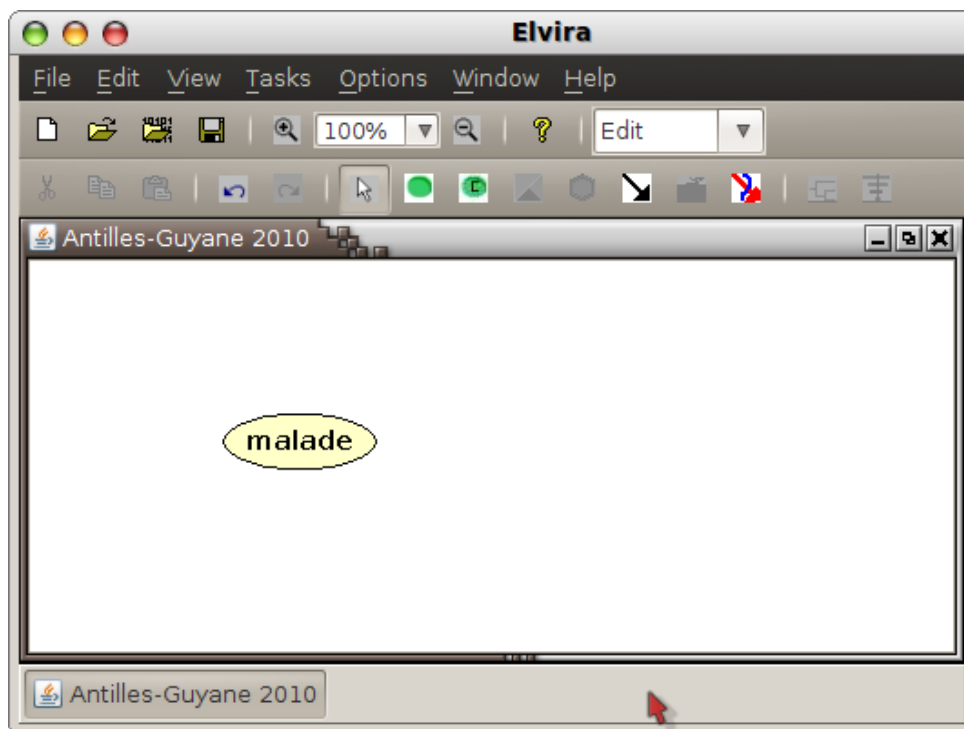 Elvira
File Edit View Tasks Options Window Help
100% Edit
Antilles-Guyane 2010
malade
Antilles-Guyane 2010